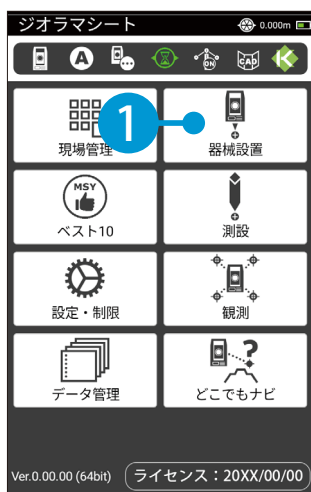 ジオラマシート 0.000m
A ON CAD
1
現場管理 器械設置
MSY
ベスト10 測設
設定・制限 観測
データ管理 どこでもナビ
Ver.0.00.00 (64bit) ライセンス：20XX/00/00